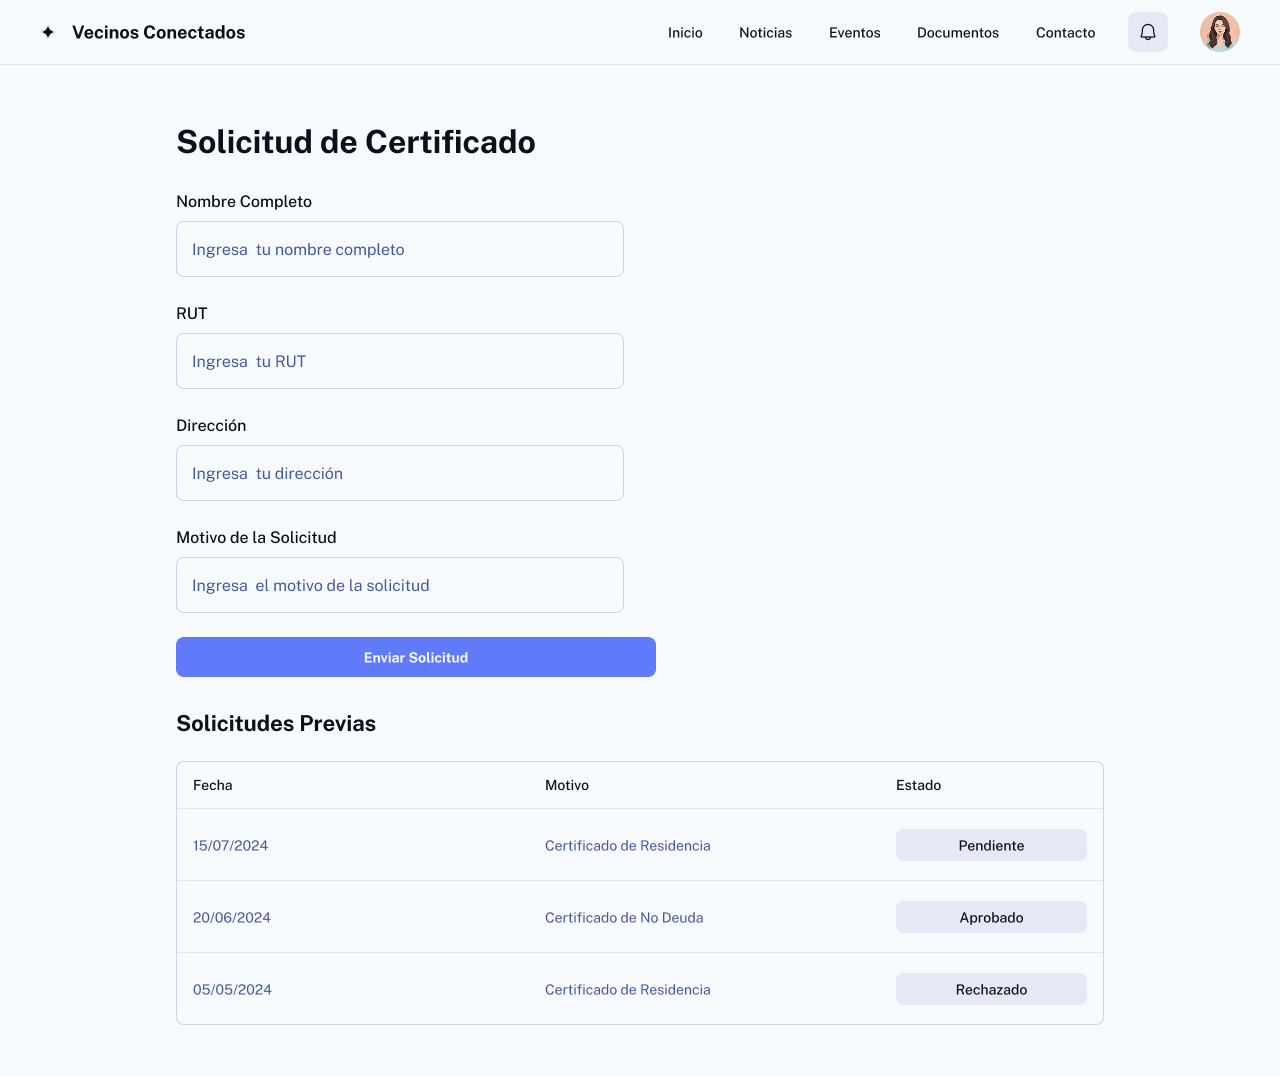 Vecinos Conectados
Inicio Noticias Eventos Documentos Contacto
Solicitud de Certificado
Nombre Completo
Ingresa tu nombre completo
RUT
Ingresa tu RUT
Dirección
Ingresa tu dirección
Motivo de la Solicitud
Ingresa el motivo de la solicitud
Enviar Solicitud
Solicitudes Previas
Fecha Motivo Estado
15/07/2024 Certificado de Residencia Pendiente
20/06/2024 Certificado de No Deuda Aprobado
05/05/2024 Certificado de Residencia Rechazado